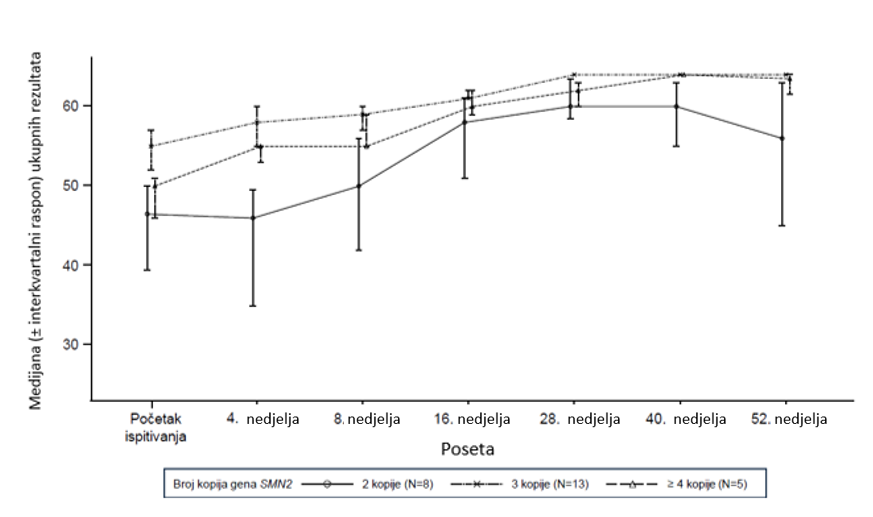 Medijana (± interkvartalni raspon) ukupnih rezultata
60
50
40
30
Početak
ispitivanja
4. nedjelja
8. nedjelja
16. nedjelja
28. nedjelja
40. nedjelja
52. nedjelja
Poseta
Broj kopija gena SMN2
2 kopije (N=8)
3 kopije (N=13)
≥ 4 kopije (N=5)